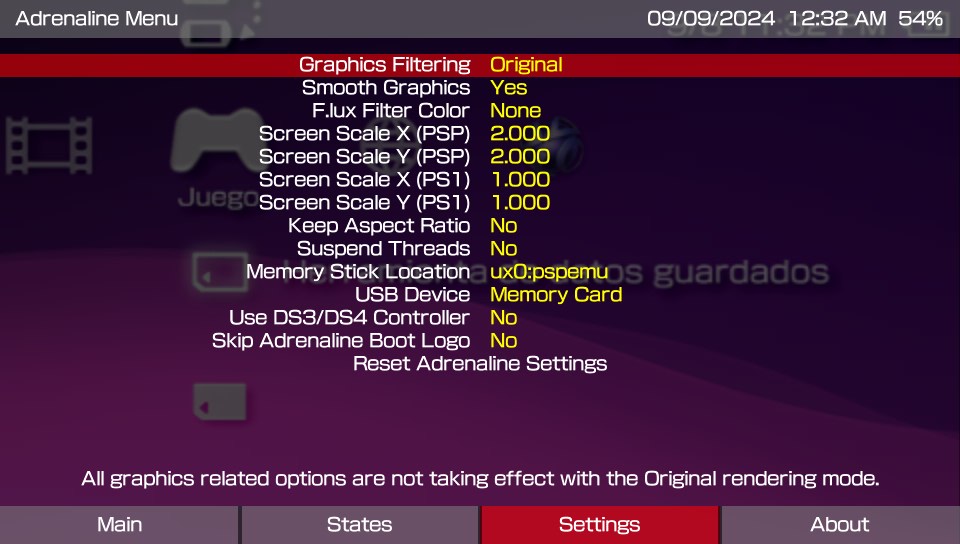 Adrenaline Menu 09/09/2024 12:32 AM 54%
Graphics Filtering Original
Smooth Graphics Yes
F.lux Filter Color None
Screen Scale X (PSP) 2.000
Screen Scale Y (PSP) 2.000
Screen Scale X (PS1) 1.000
Juego
Screen Scale Y (PS1) 1.000
Keep Aspect Ratio No
Suspend Threads No
Memory Stick Location ux0:pspemu
datos guardados
USB Device Memory Card
Use DS3/DS4 Controller No
Skip Adrenaline Boot Logo No
Reset Adrenaline Settings
All graphics related options are not taking effect with the Original rendering mode.
Main States Settings About